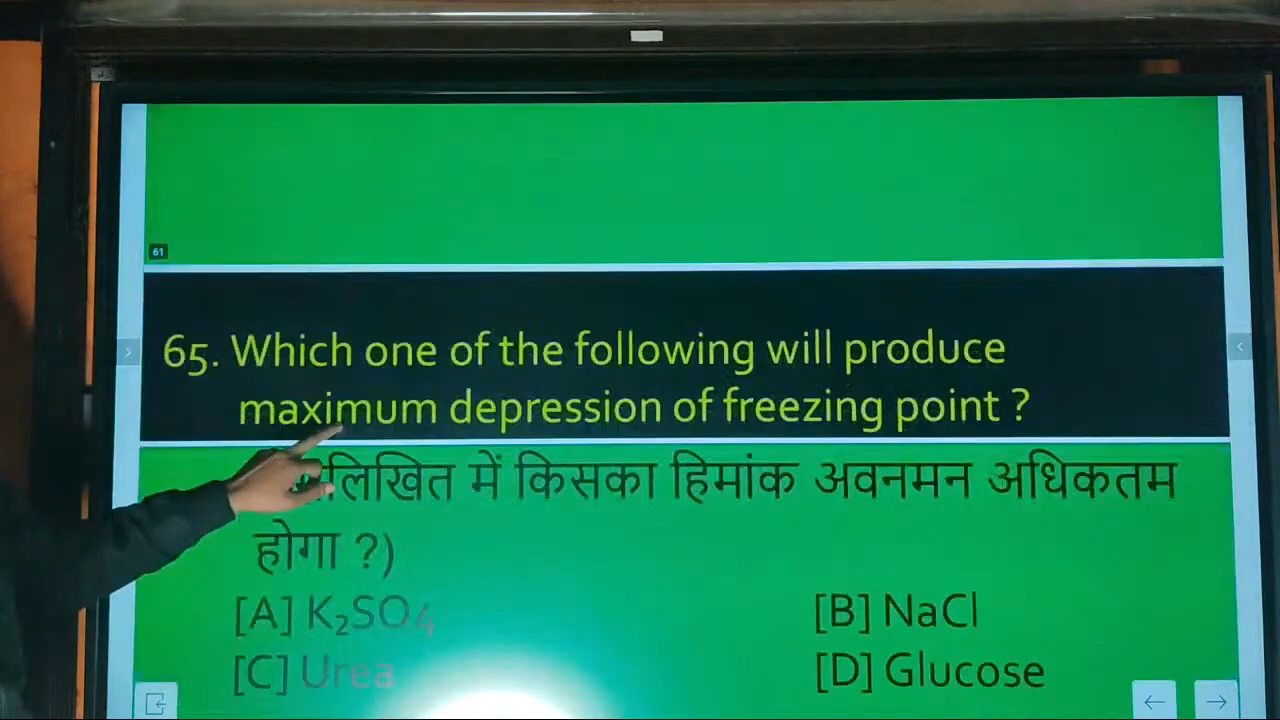 61
65. Which one of the following will produce
maximum depression of freezing point ?
में किसका हिमांक अवनमन अधिकतम
होगा ?)
[A] K₂SO4 [B] NaCl
[C] Urea [D] Glucose